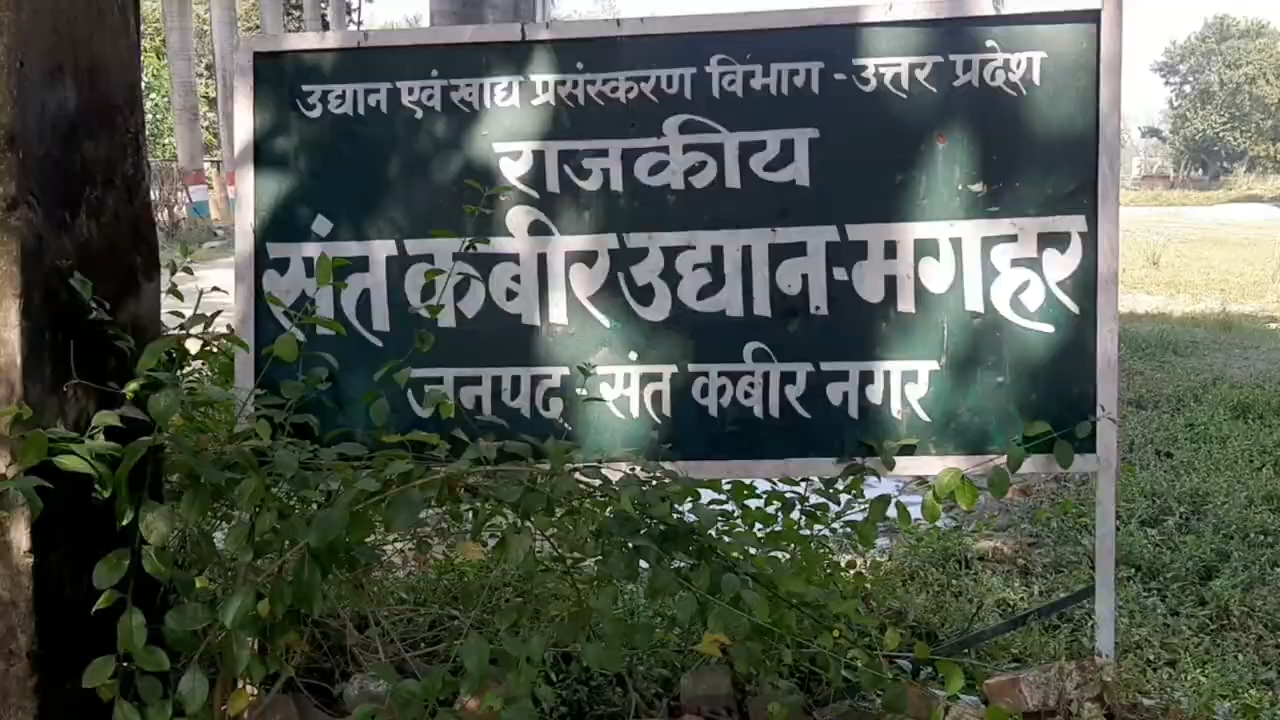 उद्यान एवं खाद्य प्रसंस्करण विभाग - उत्तर प्रदेश
राजकीय
संत कबीर उद्यान-मगहर
जनपद - संत कबीर नगर